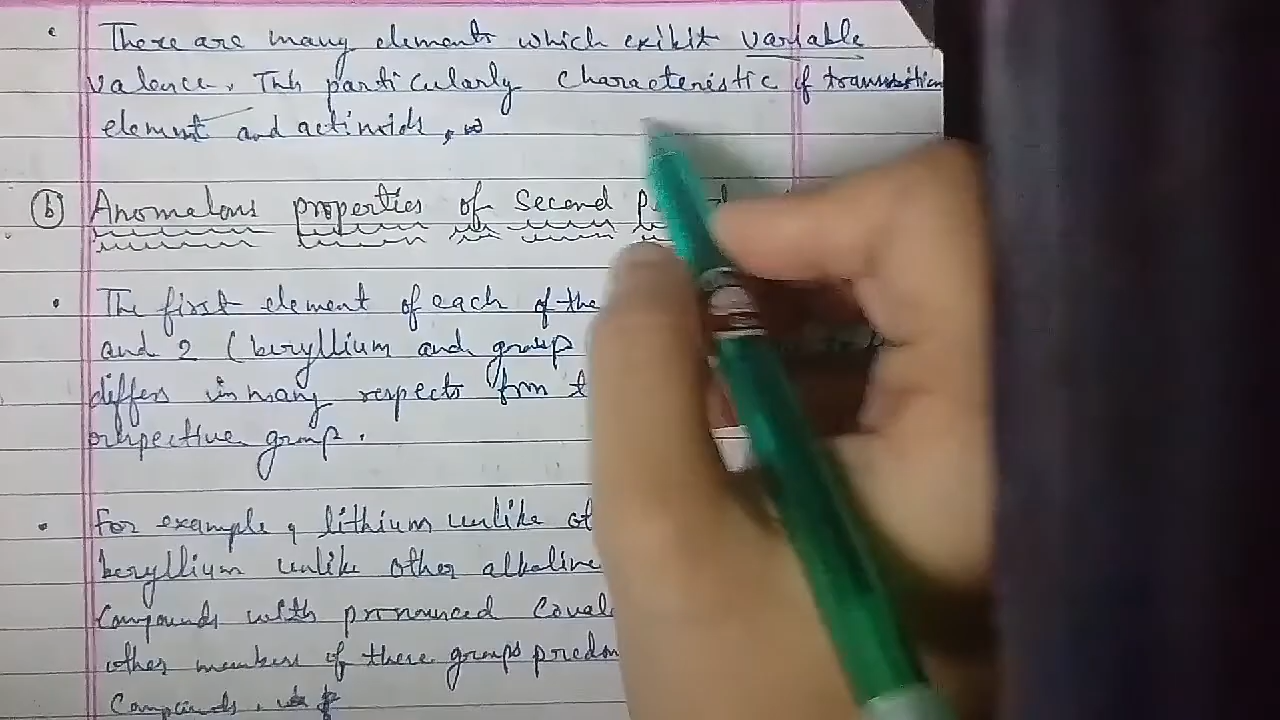 There are many elements which exibit variable
valence. This particularly characteristic of transition
element and actinoids,
(b) Anomalous properties of second
The first element of each of the
and 2 (beryllium and group
differs in many respects from t
group.
For example, lithium unlike ot
beryllium unlike other alkaline
Compounds with pronounced Coval
other members of these groups predom
Compounds.